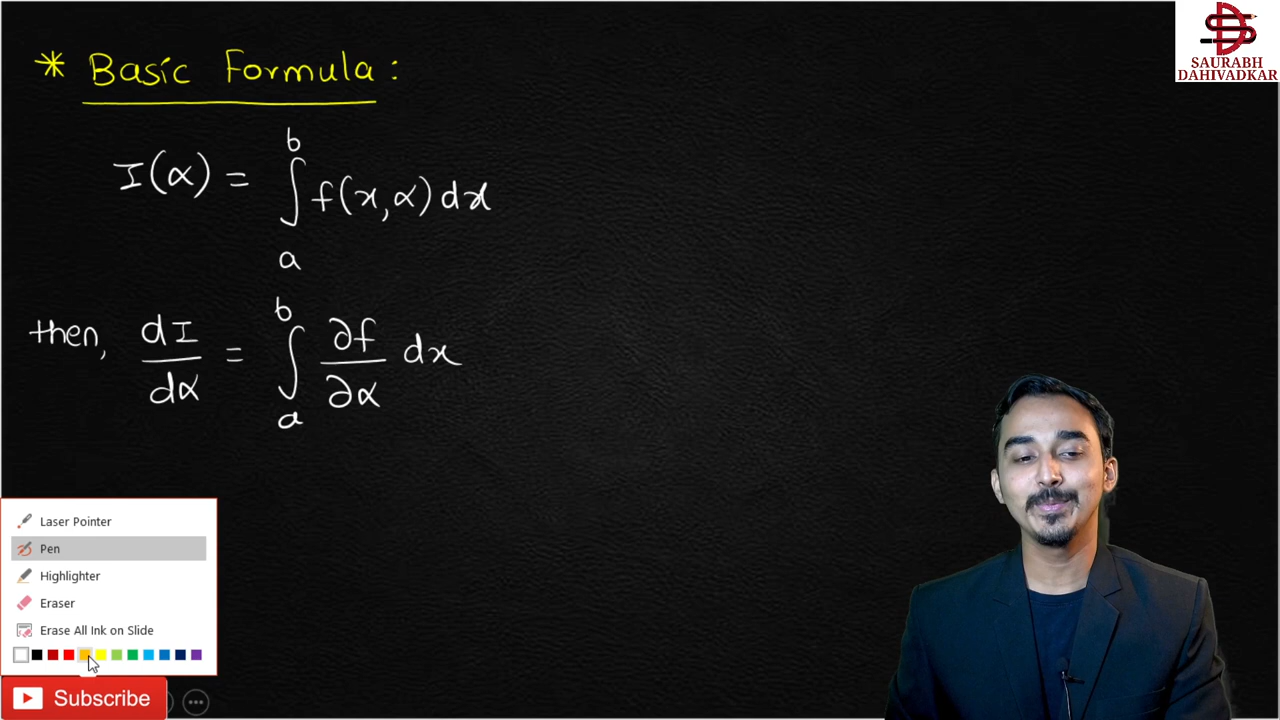 * Basic Formula:
I(α) = ∫ₐᵇ f(x,α) dx
then, dI/dα = ∫ₐᵇ ∂f/∂α dx
SAURABH
DAHIVADKAR
Laser Pointer
Pen
Highlighter
Eraser
Erase All Ink on Slide
Subscribe